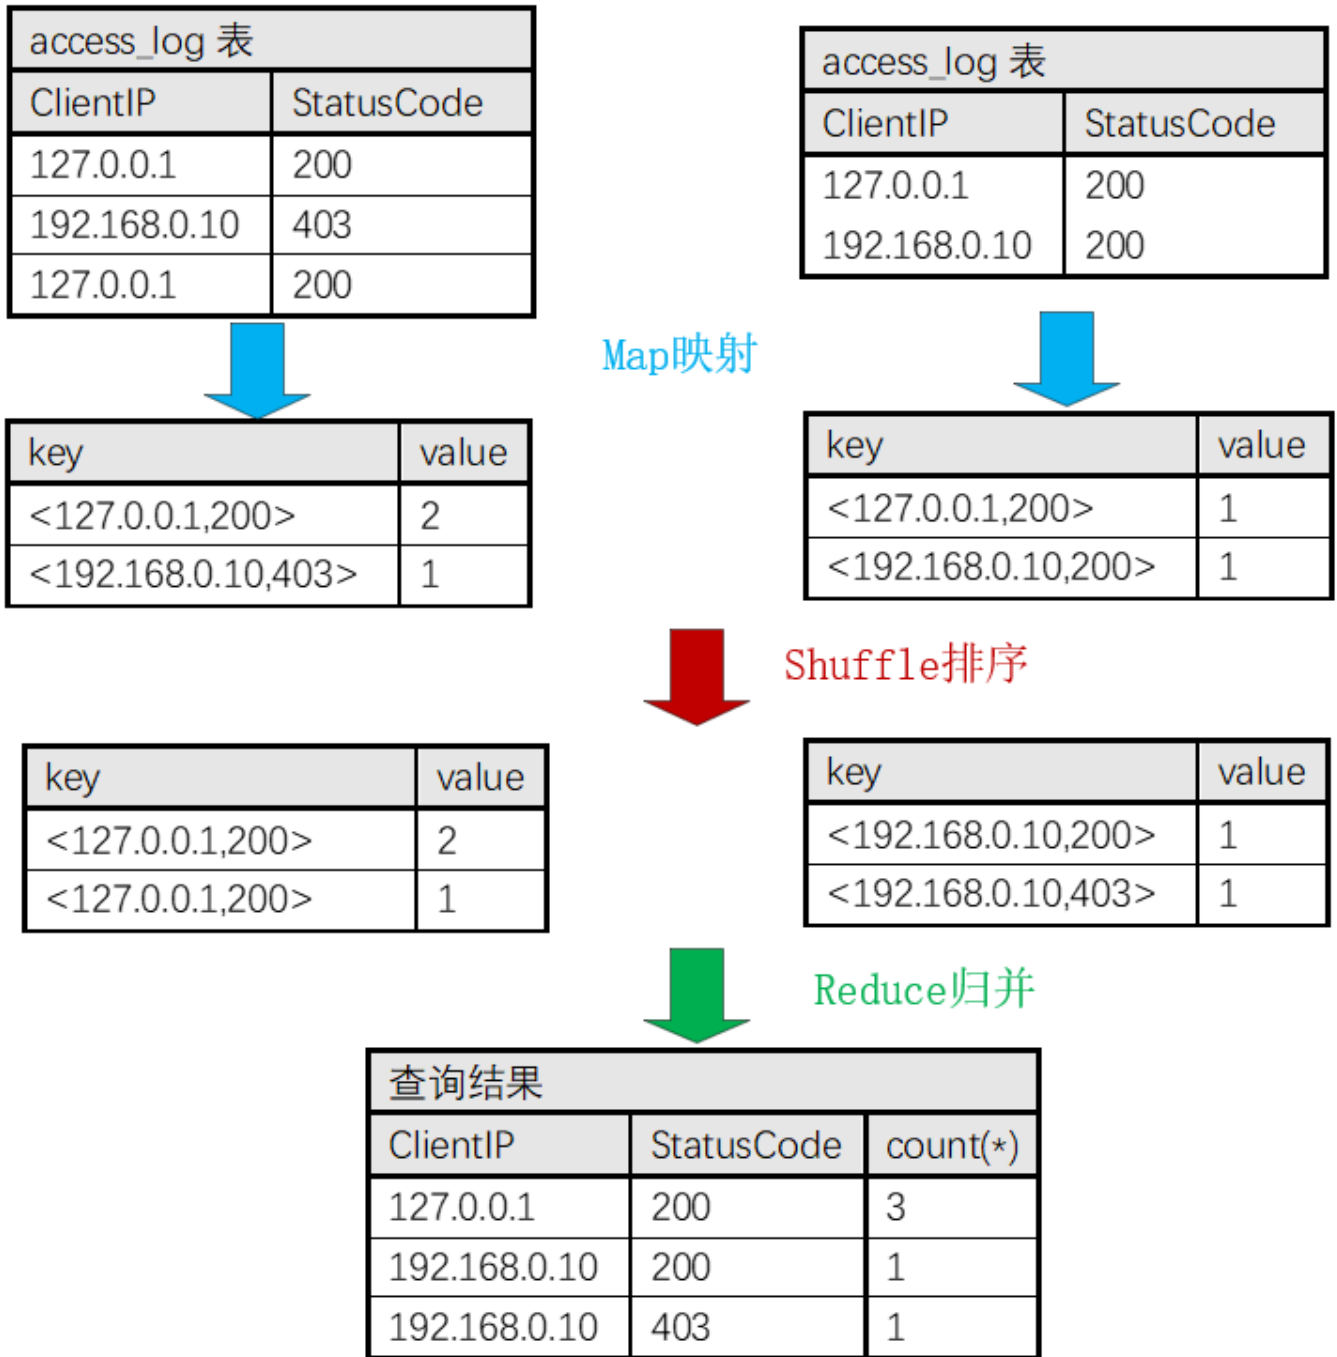 access_log 表
ClientIP StatusCode
127.0.0.1 200
192.168.0.10 403
127.0.0.1 200
access_log 表
ClientIP StatusCode
127.0.0.1 200
192.168.0.10 200
Map映射
key value
<127.0.0.1,200> 2
<192.168.0.10,403> 1
key value
<127.0.0.1,200> 1
<192.168.0.10,200> 1
Shuffle排序
key value
<127.0.0.1,200> 2
<127.0.0.1,200> 1
key value
<192.168.0.10,200> 1
<192.168.0.10,403> 1
Reduce归并
查询结果
ClientIP StatusCode count(*)
127.0.0.1 200 3
192.168.0.10 200 1
192.168.0.10 403 1